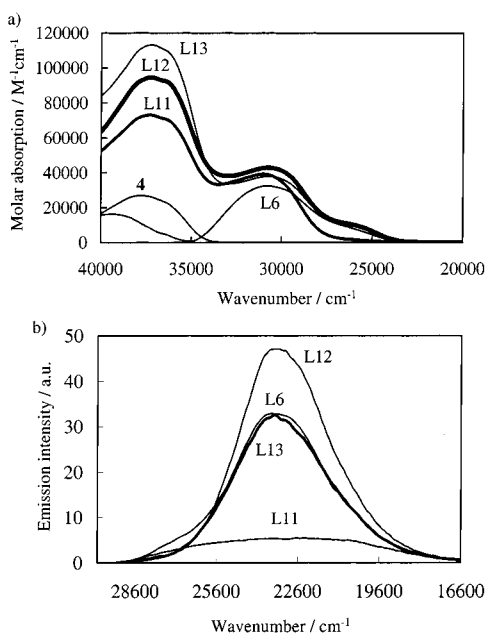 a)
Molar absorption / M⁻¹cm⁻¹
120000
100000
80000
60000
40000
20000
0
L13
L12
L11
4
L6
40000 35000 30000 25000 20000
Wavenumber / cm⁻¹
b)
Emission intensity / a.u.
50
40
30
20
10
0
L12
L6
L13
L11
28600 25600 22600 19600 16600
Wavenumber / cm⁻¹